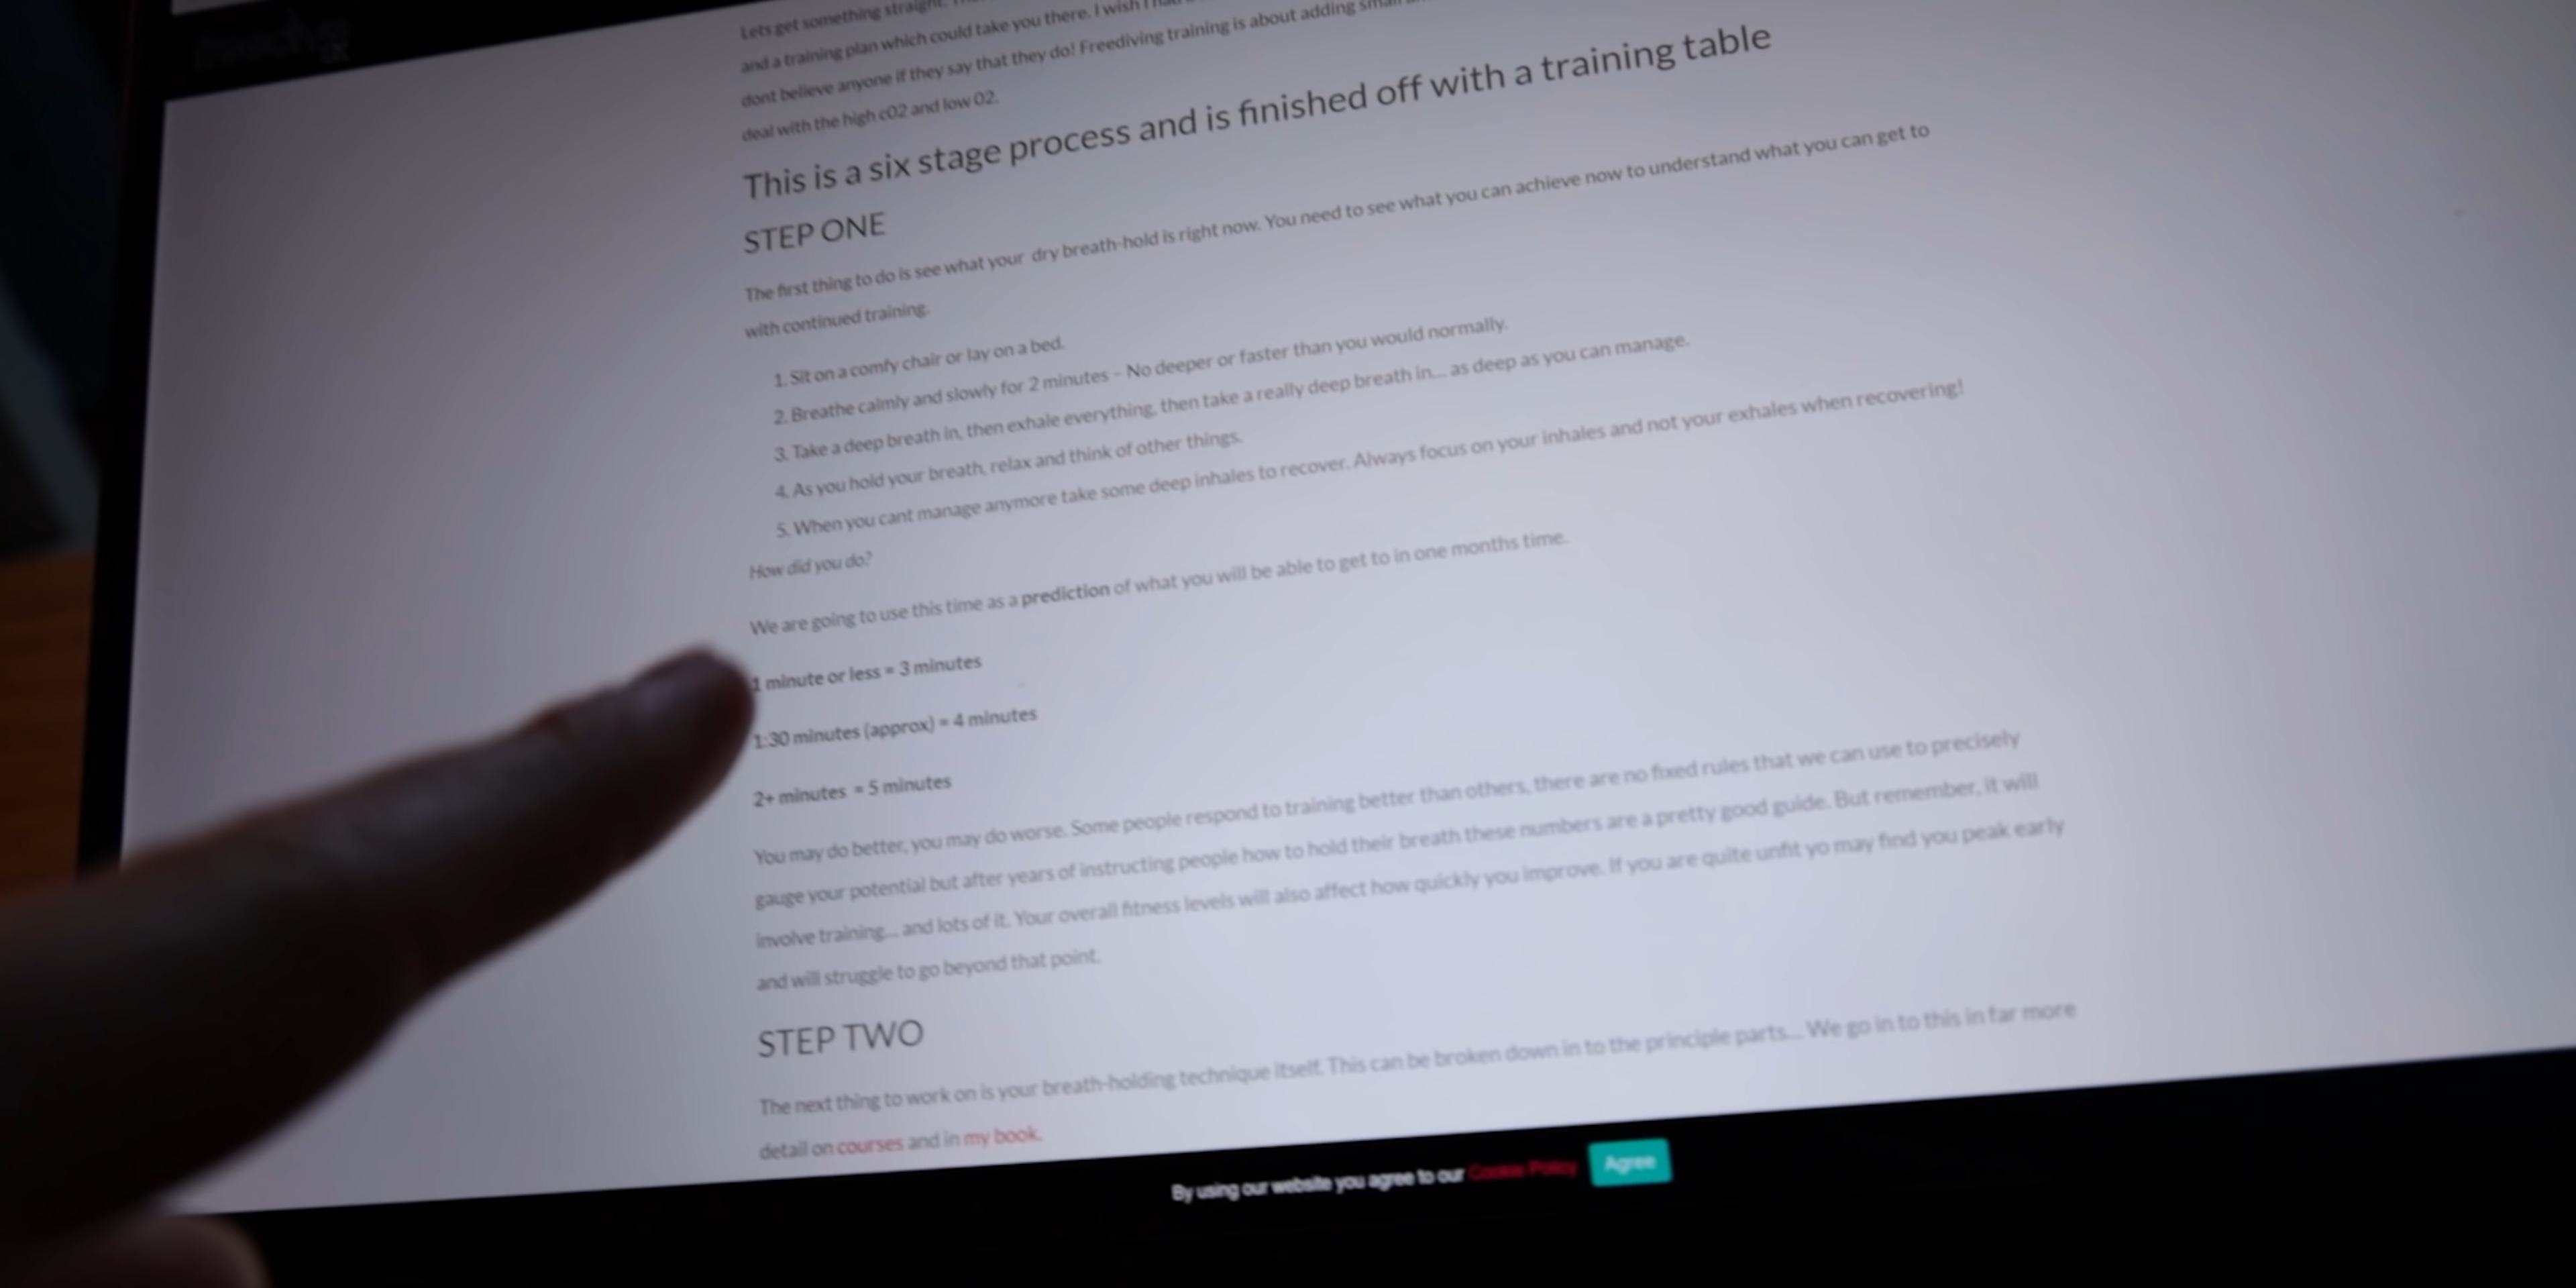 Lets get something straight.
and a training plan which could take you there. I wish I had
dont believe anyone if they say that they do! Freediving training is about adding small
deal with the high c02 and low 02.
This is a six stage process and is finished off with a training table
STEP ONE
The first thing to do is see what your dry breath-hold is right now. You need to see what you can achieve now to understand what you can get to
with continued training.
1. Sit on a comfy chair or lay on a bed.
2. Breathe calmly and slowly for 2 minutes – No deeper or faster than you would normally.
3. Take a deep breath in, then exhale everything, then take a really deep breath in... as deep as you can manage.
4. As you hold your breath, relax and think of other things.
5. When you cant manage anymore take some deep inhales to recover. Always focus on your inhales and not your exhales when recovering!
How did you do?
We are going to use this time as a prediction of what you will be able to get to in one months time.
1 minute or less = 3 minutes
1:30 minutes (approx) = 4 minutes
2+ minutes = 5 minutes
You may do better, you may do worse. Some people respond to training better than others, there are no fixed rules that we can use to precisely
gauge your potential but after years of instructing people how to hold their breath these numbers are a pretty good guide. But remember, it will
involve training... and lots of it. Your overall fitness levels will also affect how quickly you improve. If you are quite unfit yo may find you peak early
and will struggle to go beyond that point.
STEP TWO
The next thing to work on is your breath-holding technique itself. This can be broken down in to the principle parts... We go in to this in far more
detail on courses and in my book.
By using our website you agree to our Cookie Policy Agree